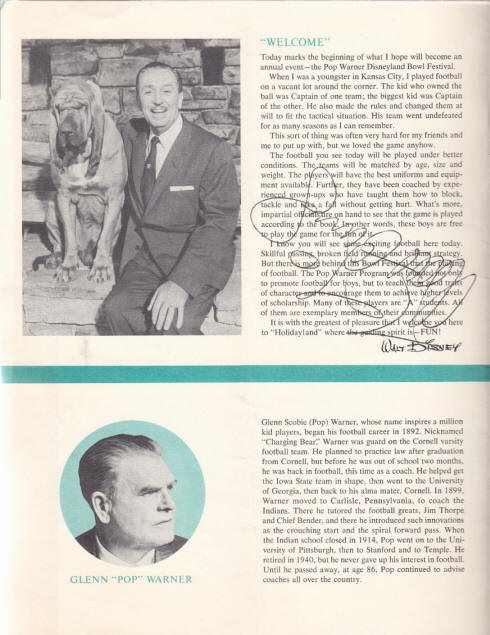 "WELCOME"
Today marks the beginning of what I hope will become an
annual event—the Pop Warner Disneyland Bowl Festival.
When I was a youngster in Kansas City, I played football
on a vacant lot around the corner. The kid who owned the
ball was Captain of one team; the biggest kid was Captain
of the other. He also made the rules and changed them at
will to fit the tactical situation. His team went undefeated
for as many seasons as I can remember.
This sort of thing was often very hard for my friends and
me to put up with, but we loved the game anyhow.
The football you see today will be played under better
conditions. The teams will be matched by age, size and
weight. The players will have the best uniforms and equip-
ment available. Further, they have been coached by expe-
rienced grown-ups who have taught them how to block,
tackle and take a fall without getting hurt. What's more,
impartial officials are on hand to see that the game is played
according to the book. In other words, these boys are free
to play the game for the fun of it.
I know you will see some exciting football here today.
Skillful passing, broken field running and brilliant strategy.
But there is more behind this Bowl Festival than the playing
of football. The Pop Warner Program was founded not only
to promote football for boys, but to teach them good traits
of character and to encourage them to achieve higher levels
of scholarship. Many of these players are "A" students. All
of them are exemplary members of their communities.
It is with the greatest of pleasure that I welcome you here
to "Holidayland" where the guiding spirit is—FUN!
WALT DISNEY
Glenn Scobie (Pop) Warner, whose name inspires a million
kid players, began his football career in 1892. Nicknamed
"Charging Bear," Warner was guard on the Cornell varsity
football team. He planned to practice law after graduation
from Cornell, but before he was out of school two months,
he was back in football, this time as a coach. He helped get
the Iowa State team in shape, then went to the University
of Georgia, then back to his alma mater, Cornell. In 1899,
Warner moved to Carlisle, Pennsylvania, to coach the
Indians. There he tutored the football greats, Jim Thorpe
and Chief Bender, and there he introduced such innovations
as the crouching start and the spiral forward pass. When
the Indian school closed in 1914, Pop went on to the Uni-
versity of Pittsburgh, then to Stanford and to Temple. He
retired in 1940, but he never gave up his interest in football.
Until he passed away, at age 86, Pop continued to advise
coaches all over the country.
GLENN "POP" WARNER